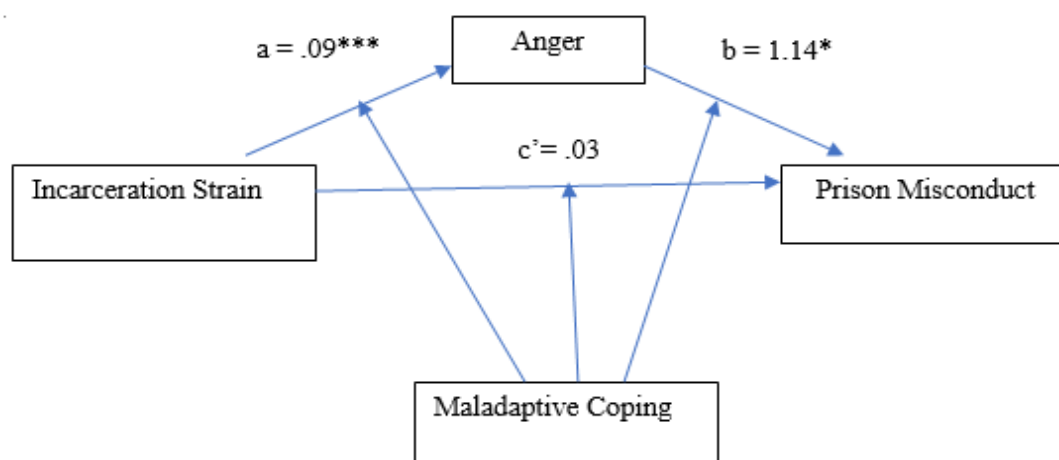 a = .09***
Anger
b = 1.14*
c’= .03
Incarceration Strain
Prison Misconduct
Maladaptive Coping